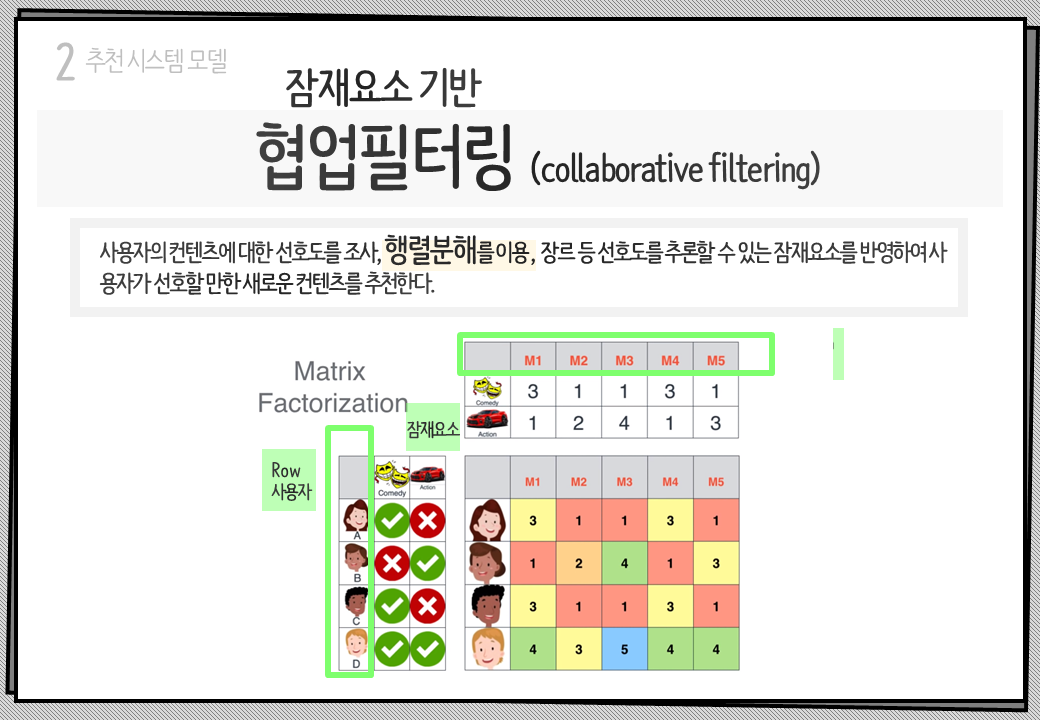 2 추천 시스템 모델
잠재요소 기반
협업필터링 (collaborative filtering)
사용자의 컨텐츠에 대한 선호도를 조사, 행렬분해를 이용, 장르 등 선호도를 추론할 수 있는 잠재요소를 반영하여 사
용자가 선호할 만한 새로운 컨텐츠를 추천한다.
Matrix
Factorization
M1 M2 M3 M4 M5
Comedy 3 1 1 3 1
Action 1 2 4 1 3
잠재요소
Row
사용자
Comedy Action
A
B
C
D
M1 M2 M3 M4 M5
3 1 1 3 1
1 2 4 1 3
3 1 1 3 1
4 3 5 4 4